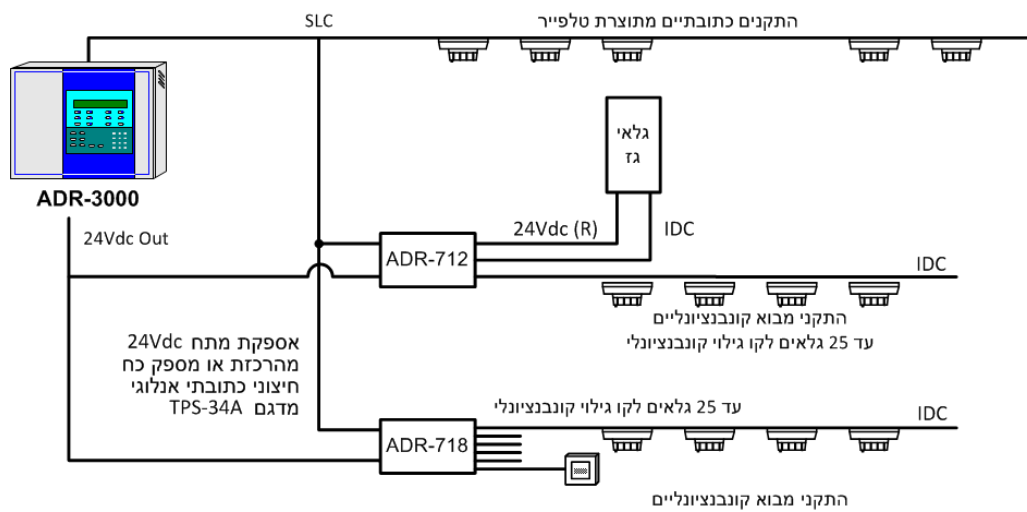 SLC
התקנים כתובתיים מתוצרת טלפייר
גלאי
גז
ADR-3000
24Vdc Out
24Vdc (R)
IDC
ADR-712
IDC
התקני מבוא קונבנציונליים
עד 25 גלאים לקו גילוי קונבנציונלי
אספקת מתח 24Vdc
מהרכזת או מספק כח
חיצוני כתובתי אנלוגי
מדגם TPS-34A
עד 25 גלאים לקו גילוי קונבנציונלי
IDC
ADR-718
התקני מבוא קונבנציונליים